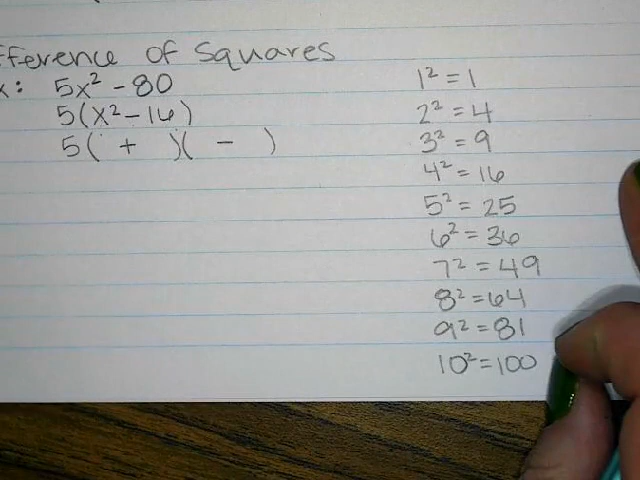 fference of Squares
x: 5x² - 80
5(x² - 16)
5( + )( - )
1² = 1
2² = 4
3² = 9
4² = 16
5² = 25
6² = 36
7² = 49
8² = 64
9² = 81
10² = 100